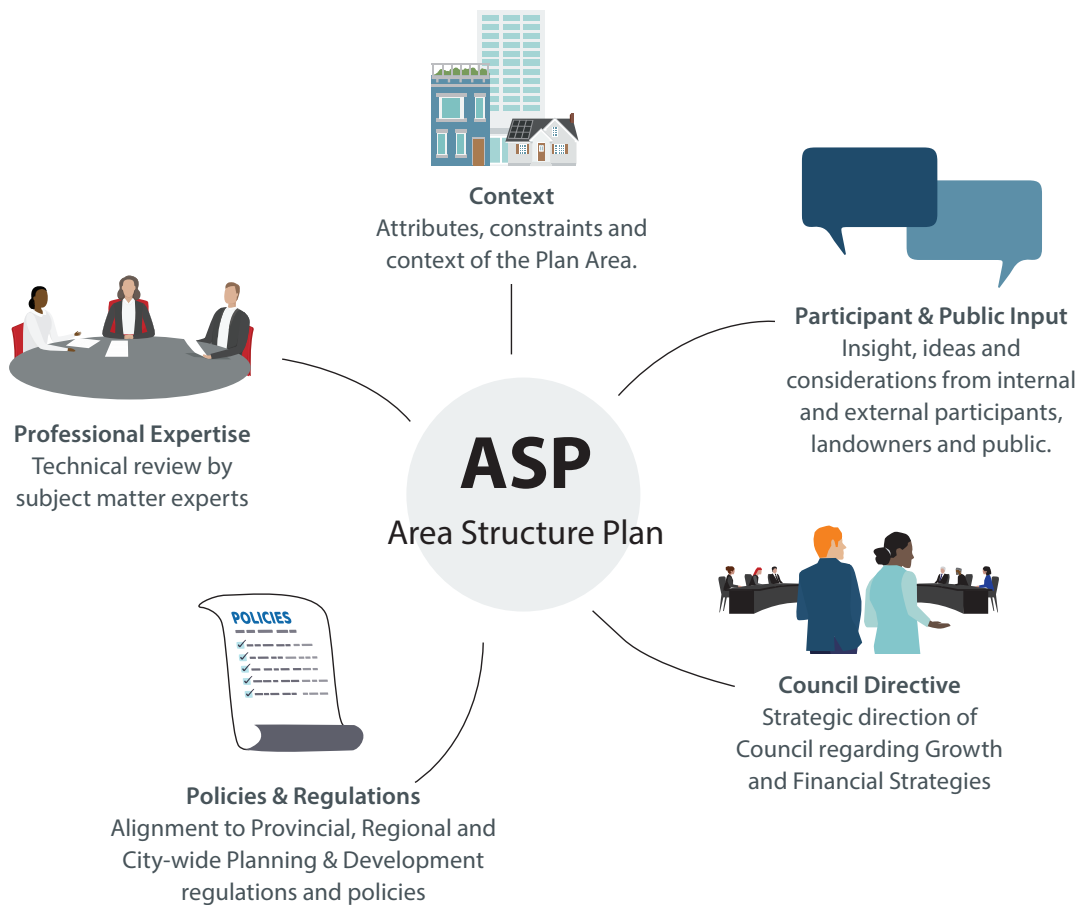 Context
Attributes, constraints and
context of the Plan Area.
Participant & Public Input
Insight, ideas and
considerations from internal
and external participants,
landowners and public.
Professional Expertise
Technical review by
subject matter experts
ASP
Area Structure Plan
Council Directive
Strategic direction of
Council regarding Growth
and Financial Strategies
POLICIES
Policies & Regulations
Alignment to Provincial, Regional and
City-wide Planning & Development
regulations and policies